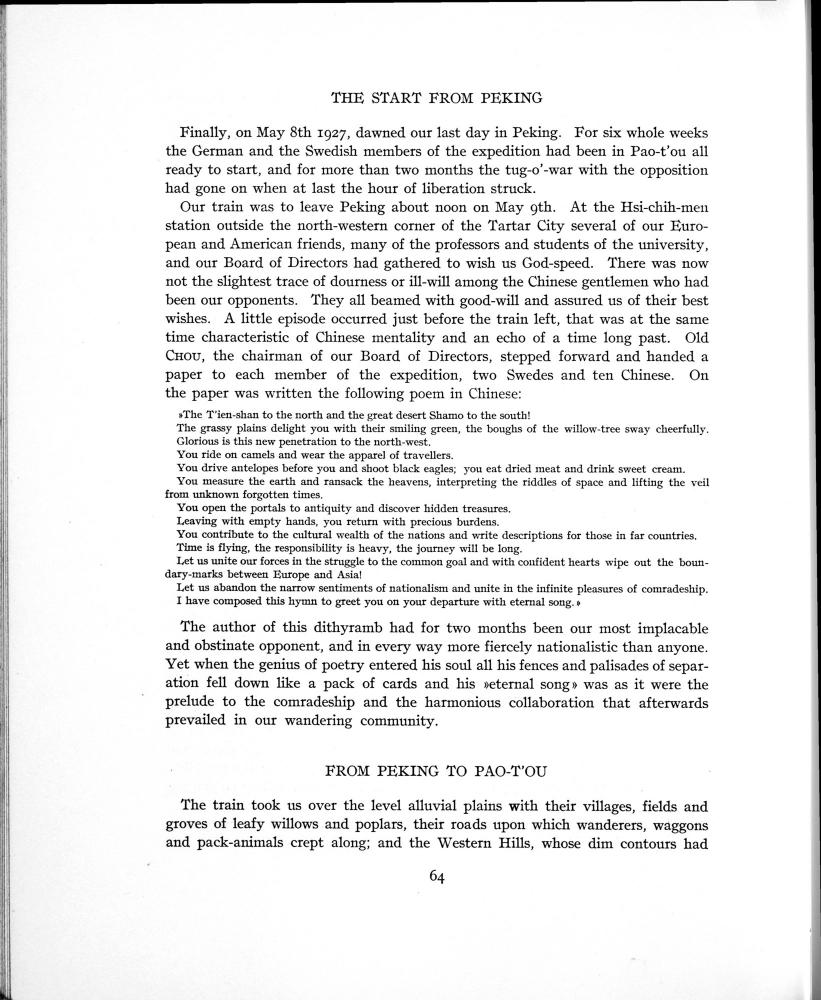 THE START FROM PEKING
Finally, on May 8th 1927, dawned our last day in Peking. For six whole weeks
the German and the Swedish members of the expedition had been in Pao-t'ou all
ready to start, and for more than two months the tug-o'-war with the opposition
had gone on when at last the hour of liberation struck.
Our train was to leave Peking about noon on May 9th. At the Hsi-chih-men
station outside the north-western corner of the Tartar City several of our Euro-
pean and American friends, many of the professors and students of the university,
and our Board of Directors had gathered to wish us God-speed. There was now
not the slightest trace of dourness or ill-will among the Chinese gentlemen who had
been our opponents. They all beamed with good-will and assured us of their best
wishes. A little episode occurred just before the train left, that was at the same
time characteristic of Chinese mentality and an echo of a time long past. Old
CHOU, the chairman of our Board of Directors, stepped forward and handed a
paper to each member of the expedition, two Swedes and ten Chinese. On
the paper was written the following poem in Chinese:
»The T'ien-shan to the north and the great desert Shamo to the south!
The grassy plains delight you with their smiling green, the boughs of the willow-tree sway cheerfully.
Glorious is this new penetration to the north-west.
You ride on camels and wear the apparel of travellers.
You drive antelopes before you and shoot black eagles; you eat dried meat and drink sweet cream.
You measure the earth and ransack the heavens, interpreting the riddles of space and lifting the veil
from unknown forgotten times.
You open the portals to antiquity and discover hidden treasures.
Leaving with empty hands, you return with precious burdens.
You contribute to the cultural wealth of the nations and write descriptions for those in far countries.
Time is flying, the responsibility is heavy, the journey will be long.
Let us unite our forces in the struggle to the common goal and with confident hearts wipe out the boun-
dary-marks between Europe and Asia!
Let us abandon the narrow sentiments of nationalism and unite in the infinite pleasures of comradeship.
I have composed this hymn to greet you on your departure with eternal song.»
The author of this dithyramb had for two months been our most implacable
and obstinate opponent, and in every way more fiercely nationalistic than anyone.
Yet when the genius of poetry entered his soul all his fences and palisades of separ-
ation fell down like a pack of cards and his »eternal song» was as it were the
prelude to the comradeship and the harmonious collaboration that afterwards
prevailed in our wandering community.
FROM PEKING TO PAO-T'OU
The train took us over the level alluvial plains with their villages, fields and
groves of leafy willows and poplars, their roads upon which wanderers, waggons
and pack-animals crept along; and the Western Hills, whose dim contours had
64